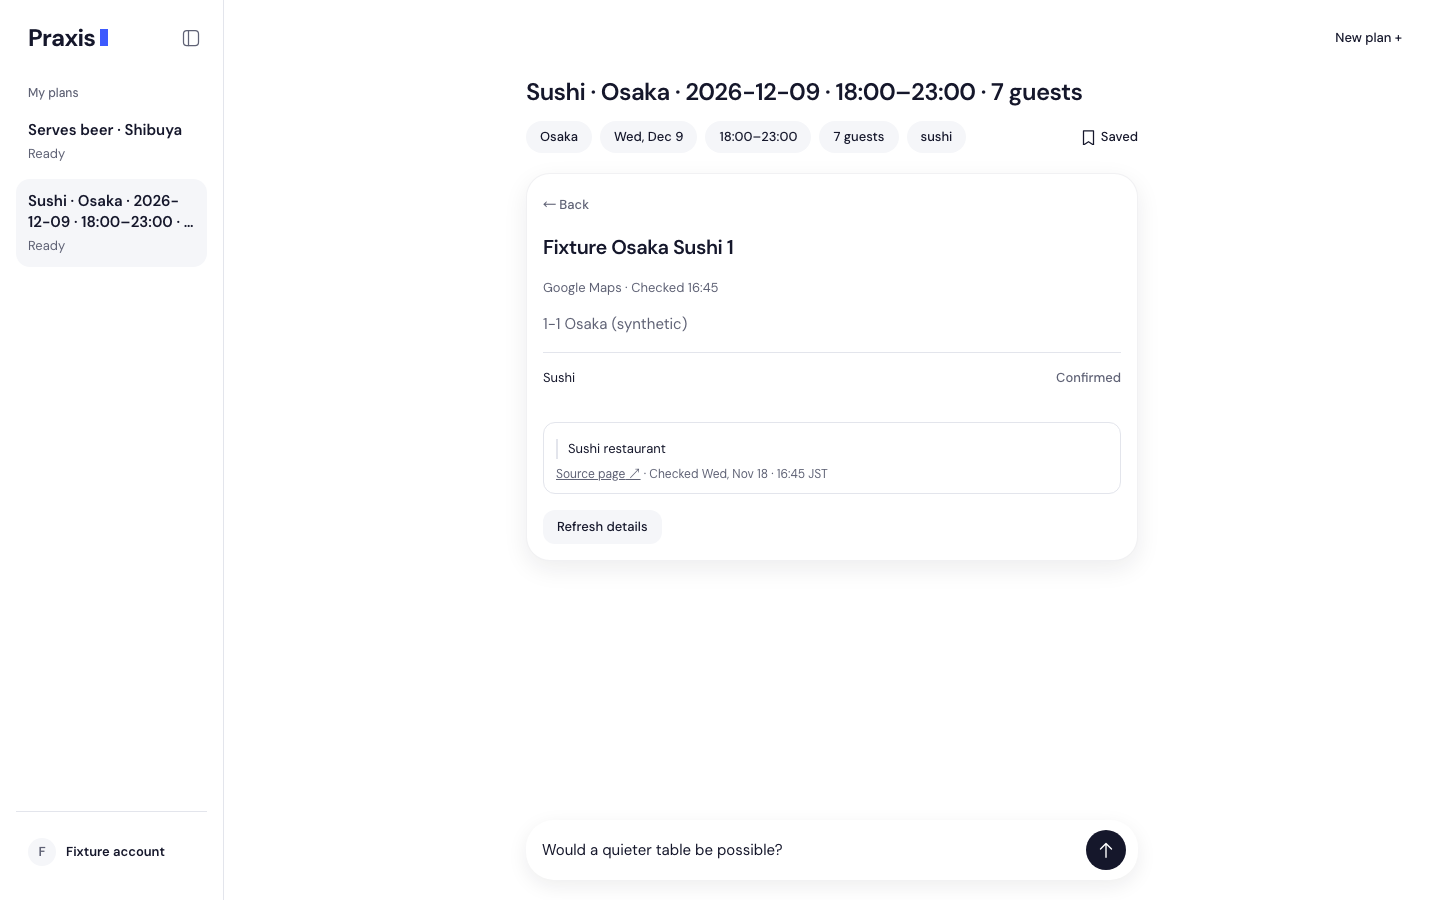 Praxis
New plan +
My plans
Serves beer · Shibuya
Ready
Sushi · Osaka · 2026-
12-09 · 18:00–23:00 · ...
Ready
Sushi · Osaka · 2026-12-09 · 18:00–23:00 · 7 guests
Osaka
Wed, Dec 9
18:00–23:00
7 guests
sushi
Saved
← Back
Fixture Osaka Sushi 1
Google Maps · Checked 16:45
1-1 Osaka (synthetic)
Sushi
Confirmed
Sushi restaurant
Source page ↗ · Checked Wed, Nov 18 · 16:45 JST
Refresh details
Would a quieter table be possible?
F
Fixture account